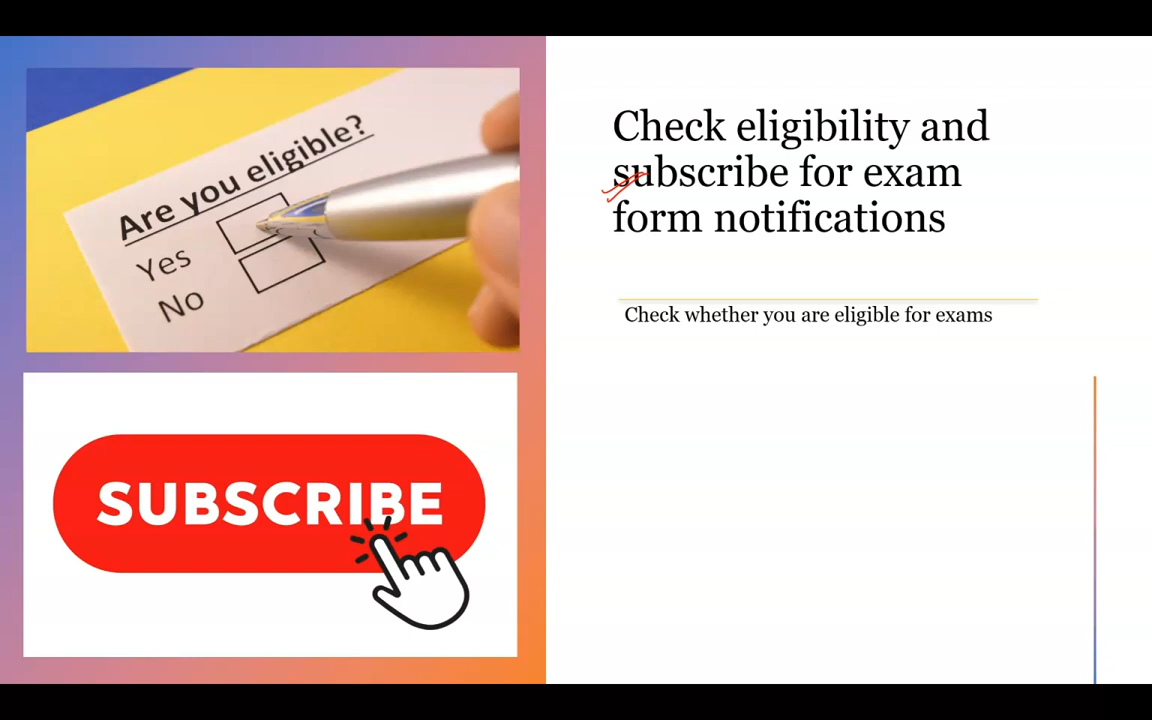 Are you eligible?
Yes
No
SUBSCRIBE
Check eligibility and
subscribe for exam
form notifications
Check whether you are eligible for exams